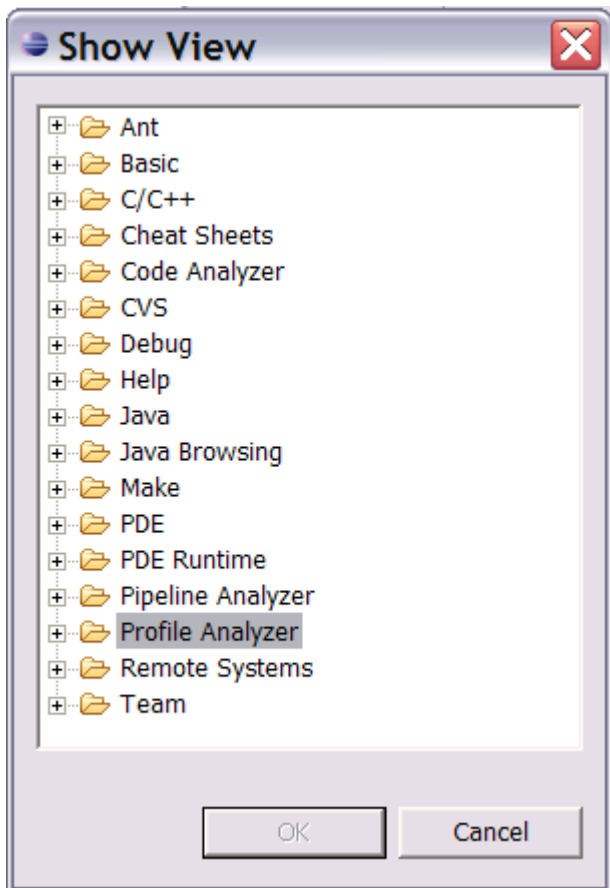 Show View
Ant
Basic
C/C++
Cheat Sheets
Code Analyzer
CVS
Debug
Help
Java
Java Browsing
Make
PDE
PDE Runtime
Pipeline Analyzer
Profile Analyzer
Remote Systems
Team
OK Cancel